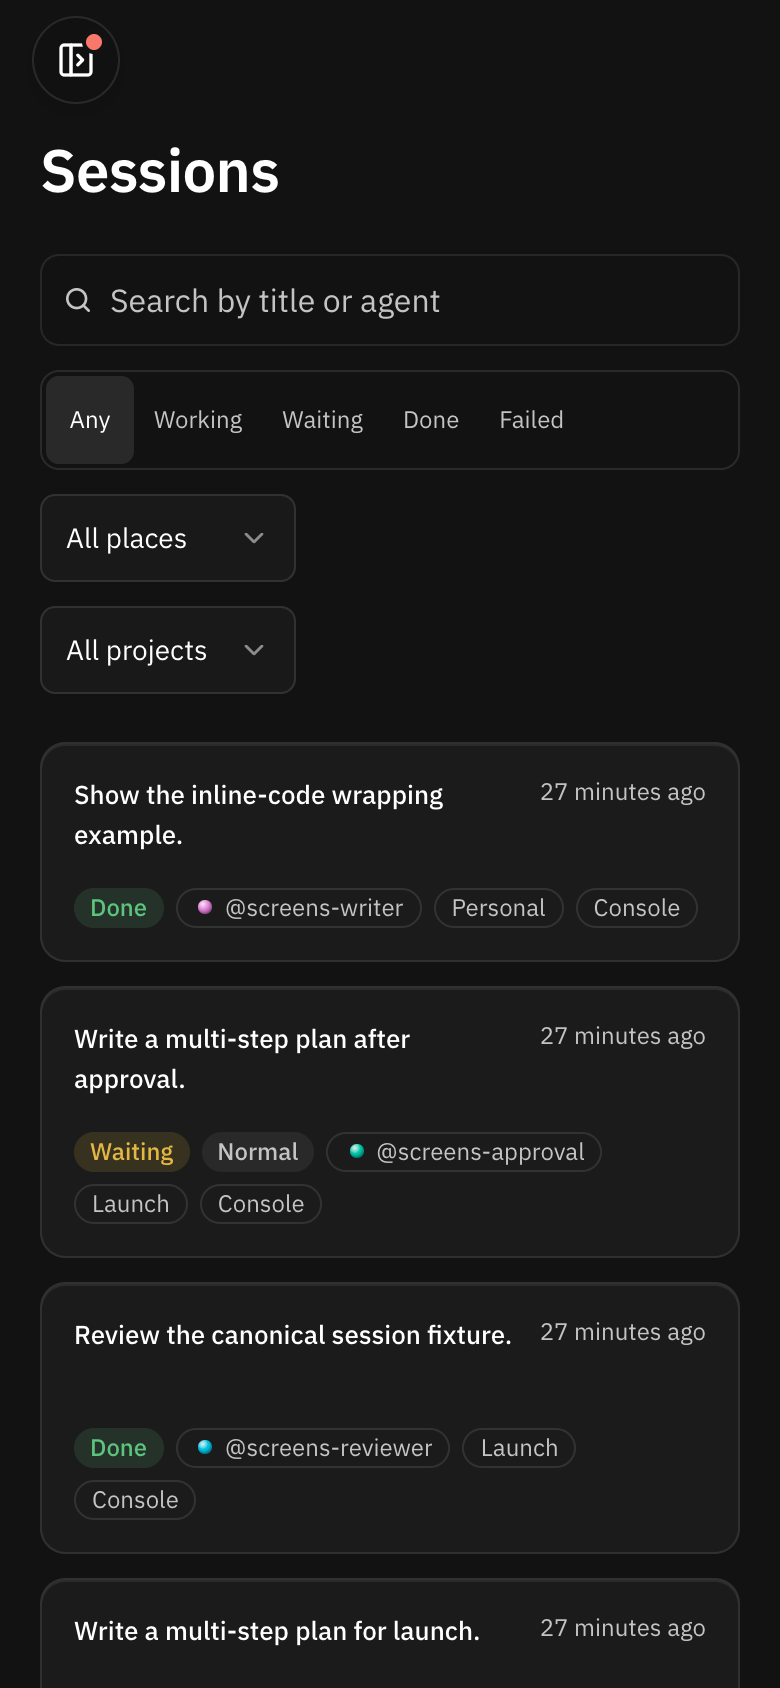 Sessions
Search by title or agent
Any Working Waiting Done Failed
All places
All projects
Show the inline-code wrapping 27 minutes ago
example.
Done @screens-writer Personal Console
Write a multi-step plan after 27 minutes ago
approval.
Waiting Normal @screens-approval
Launch Console
Review the canonical session fixture. 27 minutes ago
Done @screens-reviewer Launch
Console
Write a multi-step plan for launch. 27 minutes ago